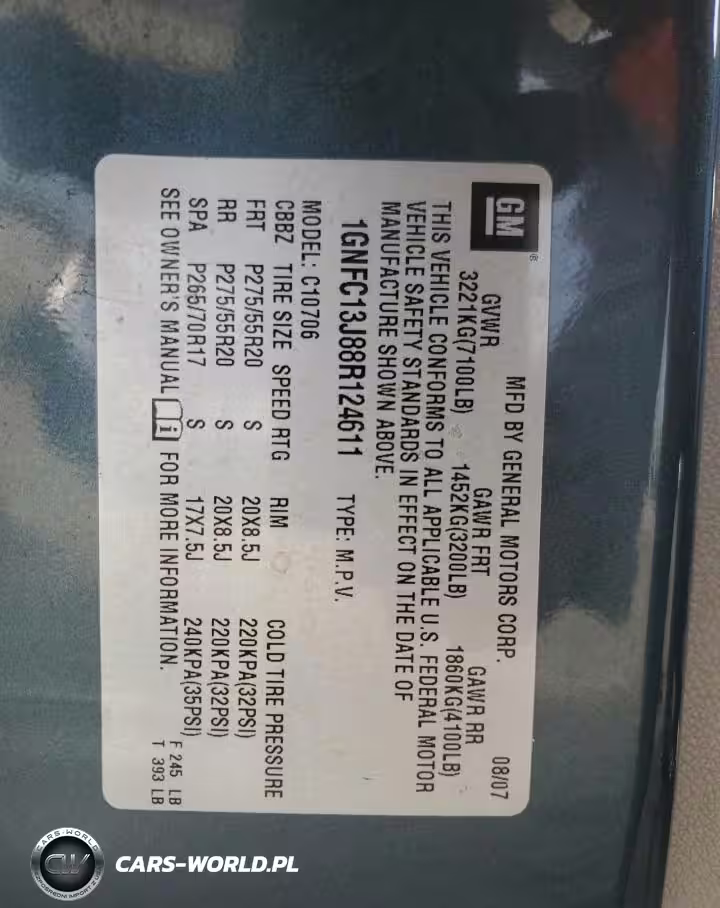 GM
MFD BY GENERAL MOTORS CORP. 08/07
GVWR GAWR FRT GAWR RR
3221KG(7100LB) 1452KG(3200LB) 1860KG(4100LB)
THIS VEHICLE CONFORMS TO ALL APPLICABLE U.S. FEDERAL MOTOR
VEHICLE SAFETY STANDARDS IN EFFECT ON THE DATE OF
MANUFACTURE SHOWN ABOVE.
1GNFC13J88R124611 TYPE: M.P.V.
MODEL: C10706
CBBZ TIRE SIZE SPEED RTG RIM COLD TIRE PRESSURE
FRT P275/55R20 S 20X8.5J 220KPA(32PSI)
RR P275/55R20 S 20X8.5J 220KPA(32PSI)
SPA P265/70R17 S 17X7.5J 240KPA(35PSI)
SEE OWNER'S MANUAL i FOR MORE INFORMATION.
F 245 LB
T 393 LB
CARS-WORLD
CW
CARS-WORLD.PL